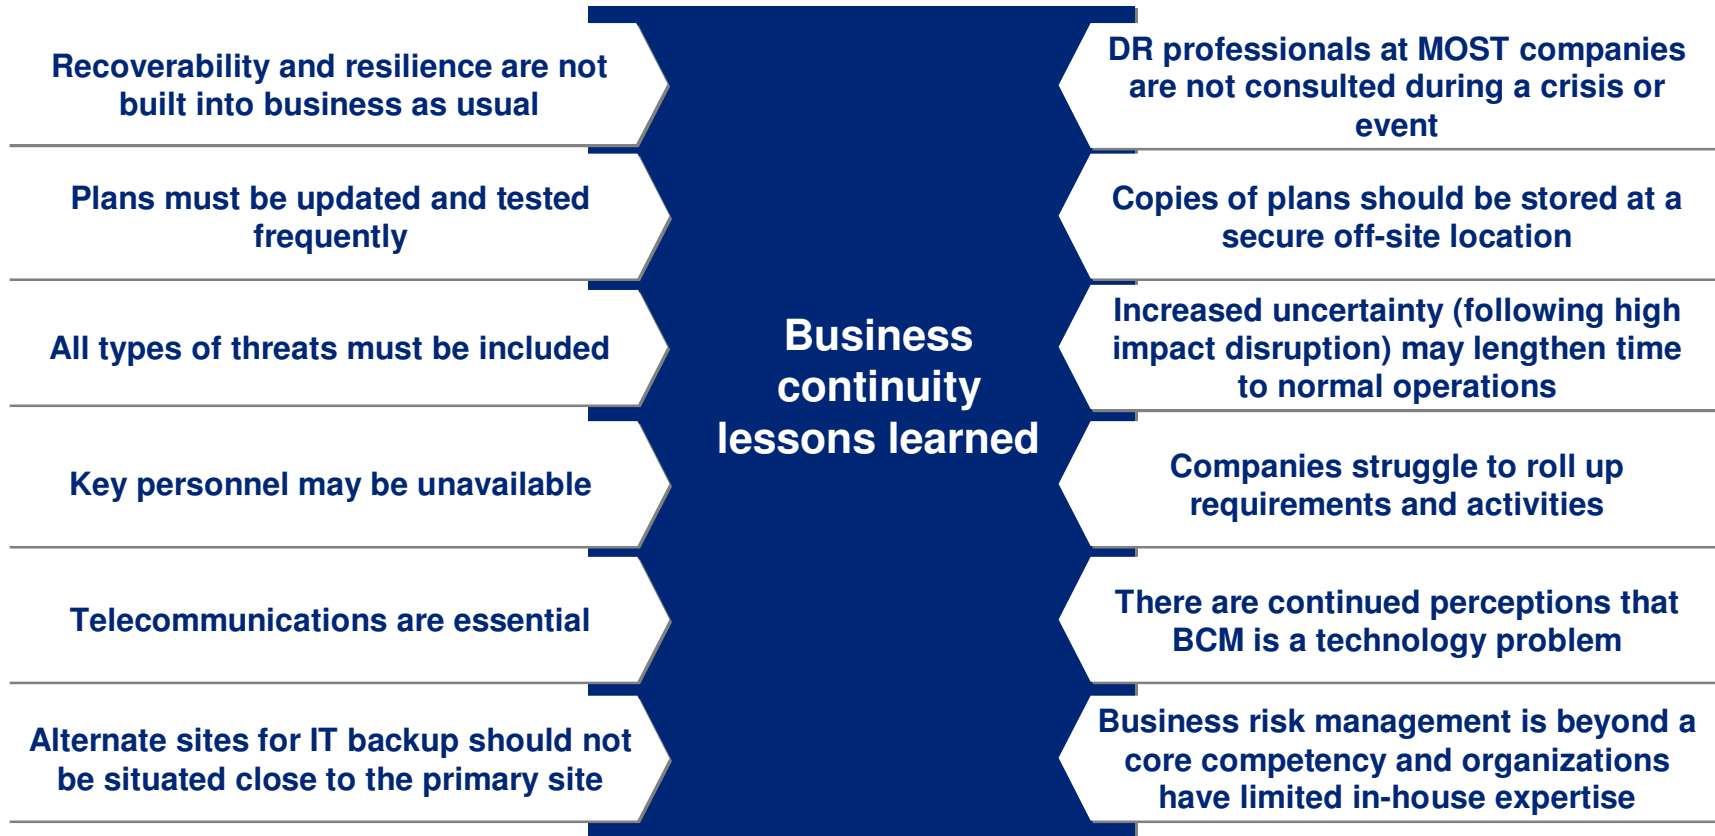 Recoverability and resilience are not
built into business as usual
Plans must be updated and tested
frequently
All types of threats must be included
Key personnel may be unavailable
Telecommunications are essential
Alternate sites for IT backup should not
be situated close to the primary site
Business
continuity
lessons learned
DR professionals at MOST companies
are not consulted during a crisis or
event
Copies of plans should be stored at a
secure off-site location
Increased uncertainty (following high
impact disruption) may lengthen time
to normal operations
Companies struggle to roll up
requirements and activities
There are continued perceptions that
BCM is a technology problem
Business risk management is beyond a
core competency and organizations
have limited in-house expertise